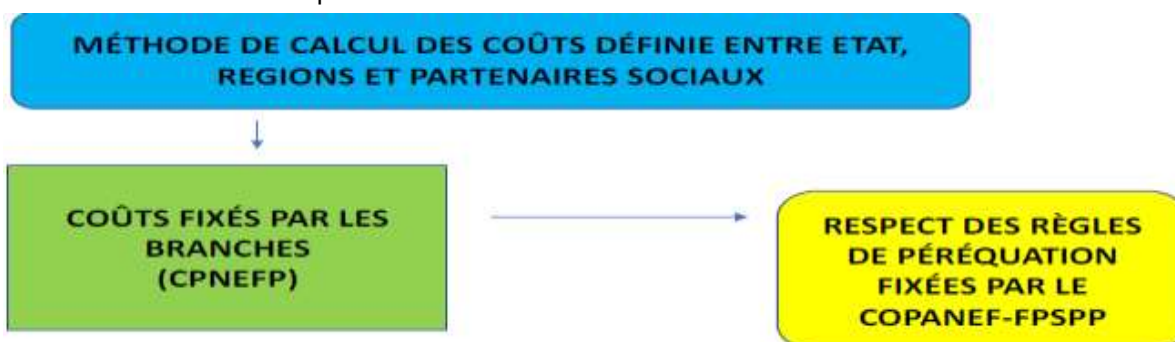 MÉTHODE DE CALCUL DES COÛTS DÉFINIE ENTRE ETAT,
REGIONS ET PARTENAIRES SOCIAUX
COÛTS FIXÉS PAR LES
BRANCHES
(CPNEFP)
RESPECT DES RÈGLES
DE PÉRÉQUATION
FIXÉES PAR LE
COPANEF-FPSPP